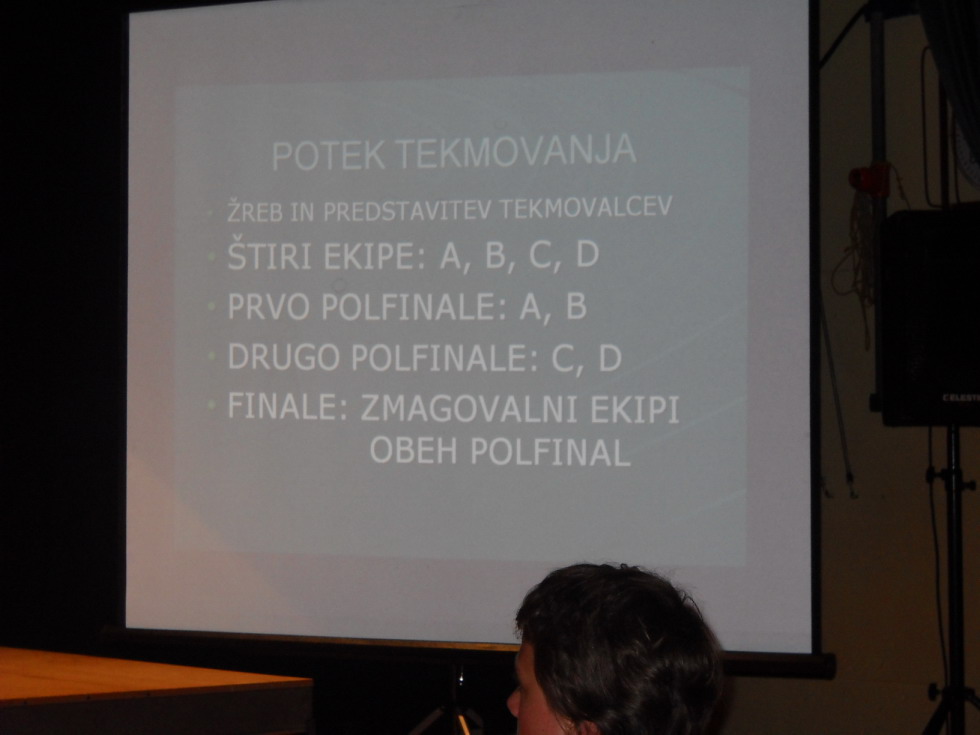 POTEK TEKMOVANJA
ŽREB IN PREDSTAVITEV TEKMOVALCEV
ŠTIRI EKIPE: A, B, C, D
PRVO POLFINALE: A, B
DRUGO POLFINALE: C, D
FINALE: ZMAGOVALNI EKIPI
OBEH POLFINAL